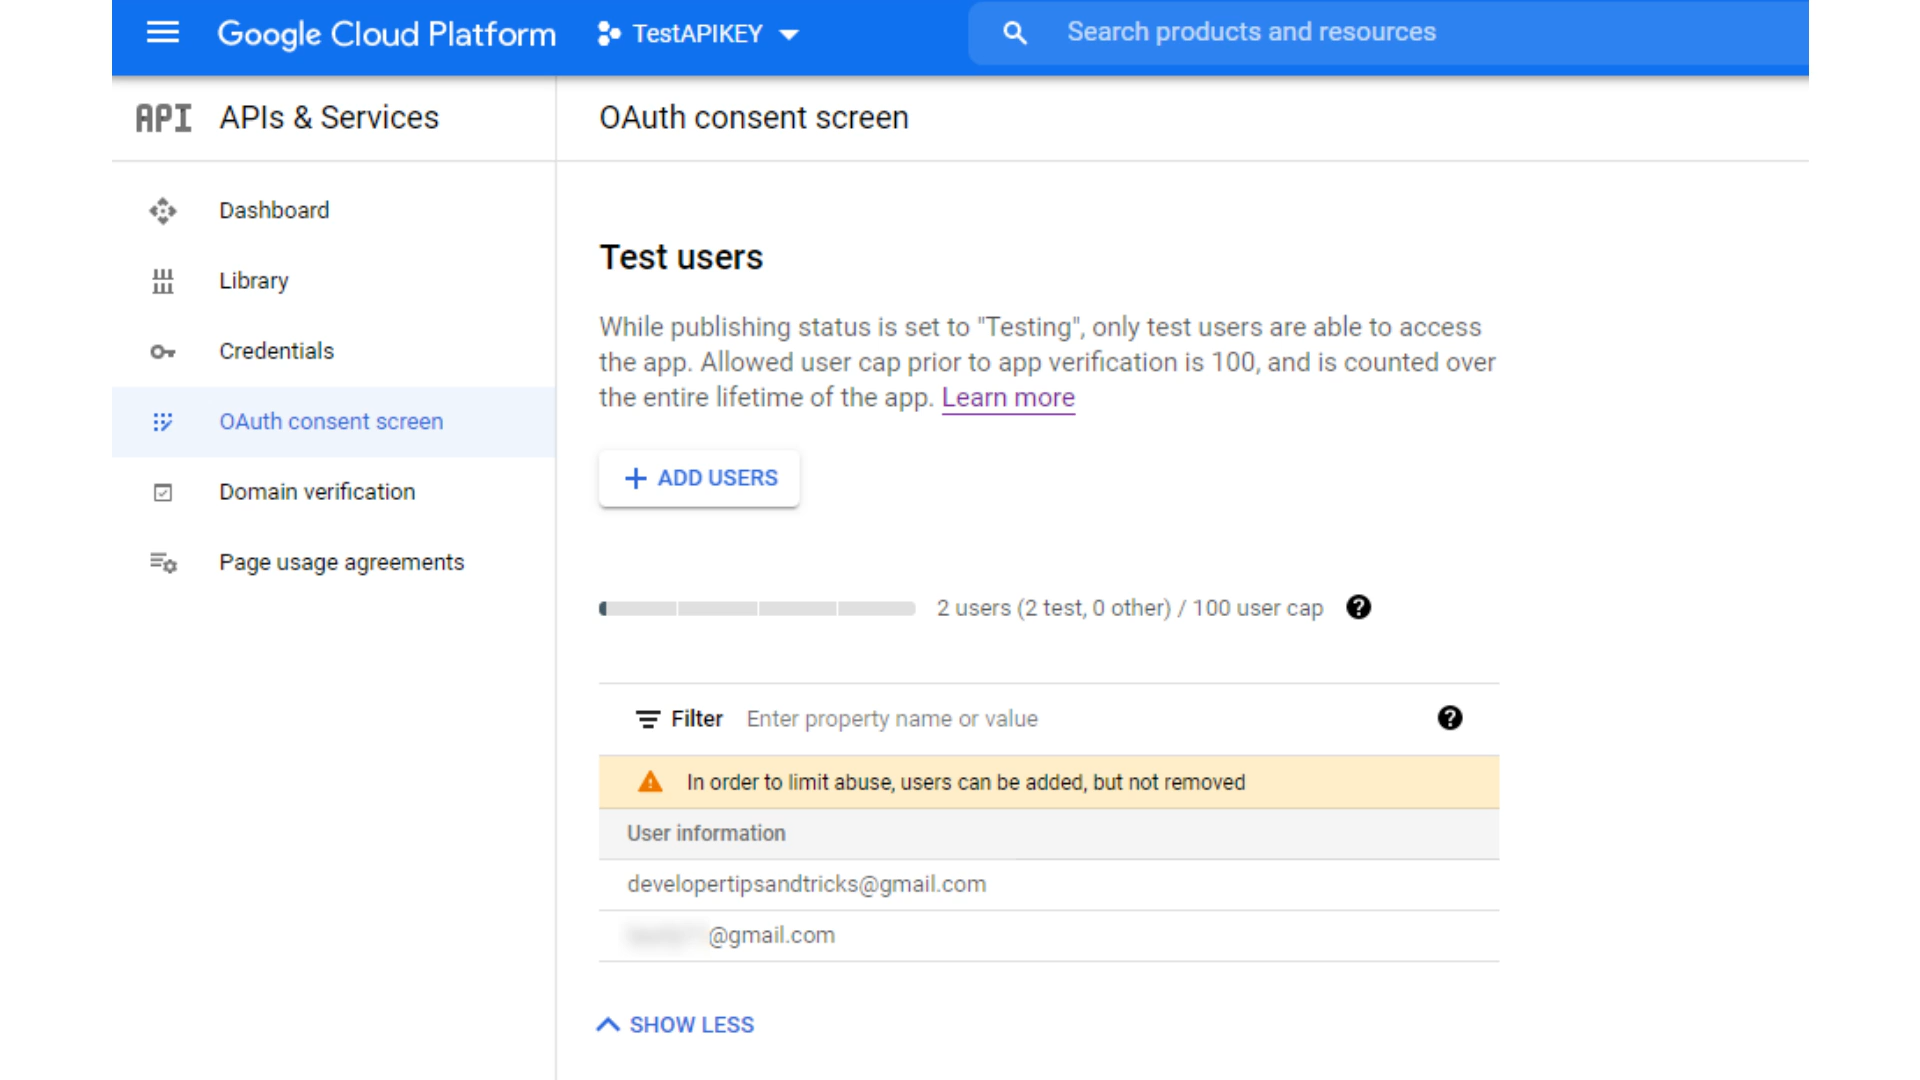 Google Cloud Platform
TestAPIKEY
Search products and resources
API APIs & Services
OAuth consent screen
Dashboard
Library
Credentials
OAuth consent screen
Domain verification
Page usage agreements
Test users
While publishing status is set to "Testing", only test users are able to access
the app. Allowed user cap prior to app verification is 100, and is counted over
the entire lifetime of the app. Learn more
ADD USERS
2 users (2 test, 0 other) / 100 user cap
Filter Enter property name or value
In order to limit abuse, users can be added, but not removed
User information
developertipsandtricks@gmail.com
@gmail.com
SHOW LESS